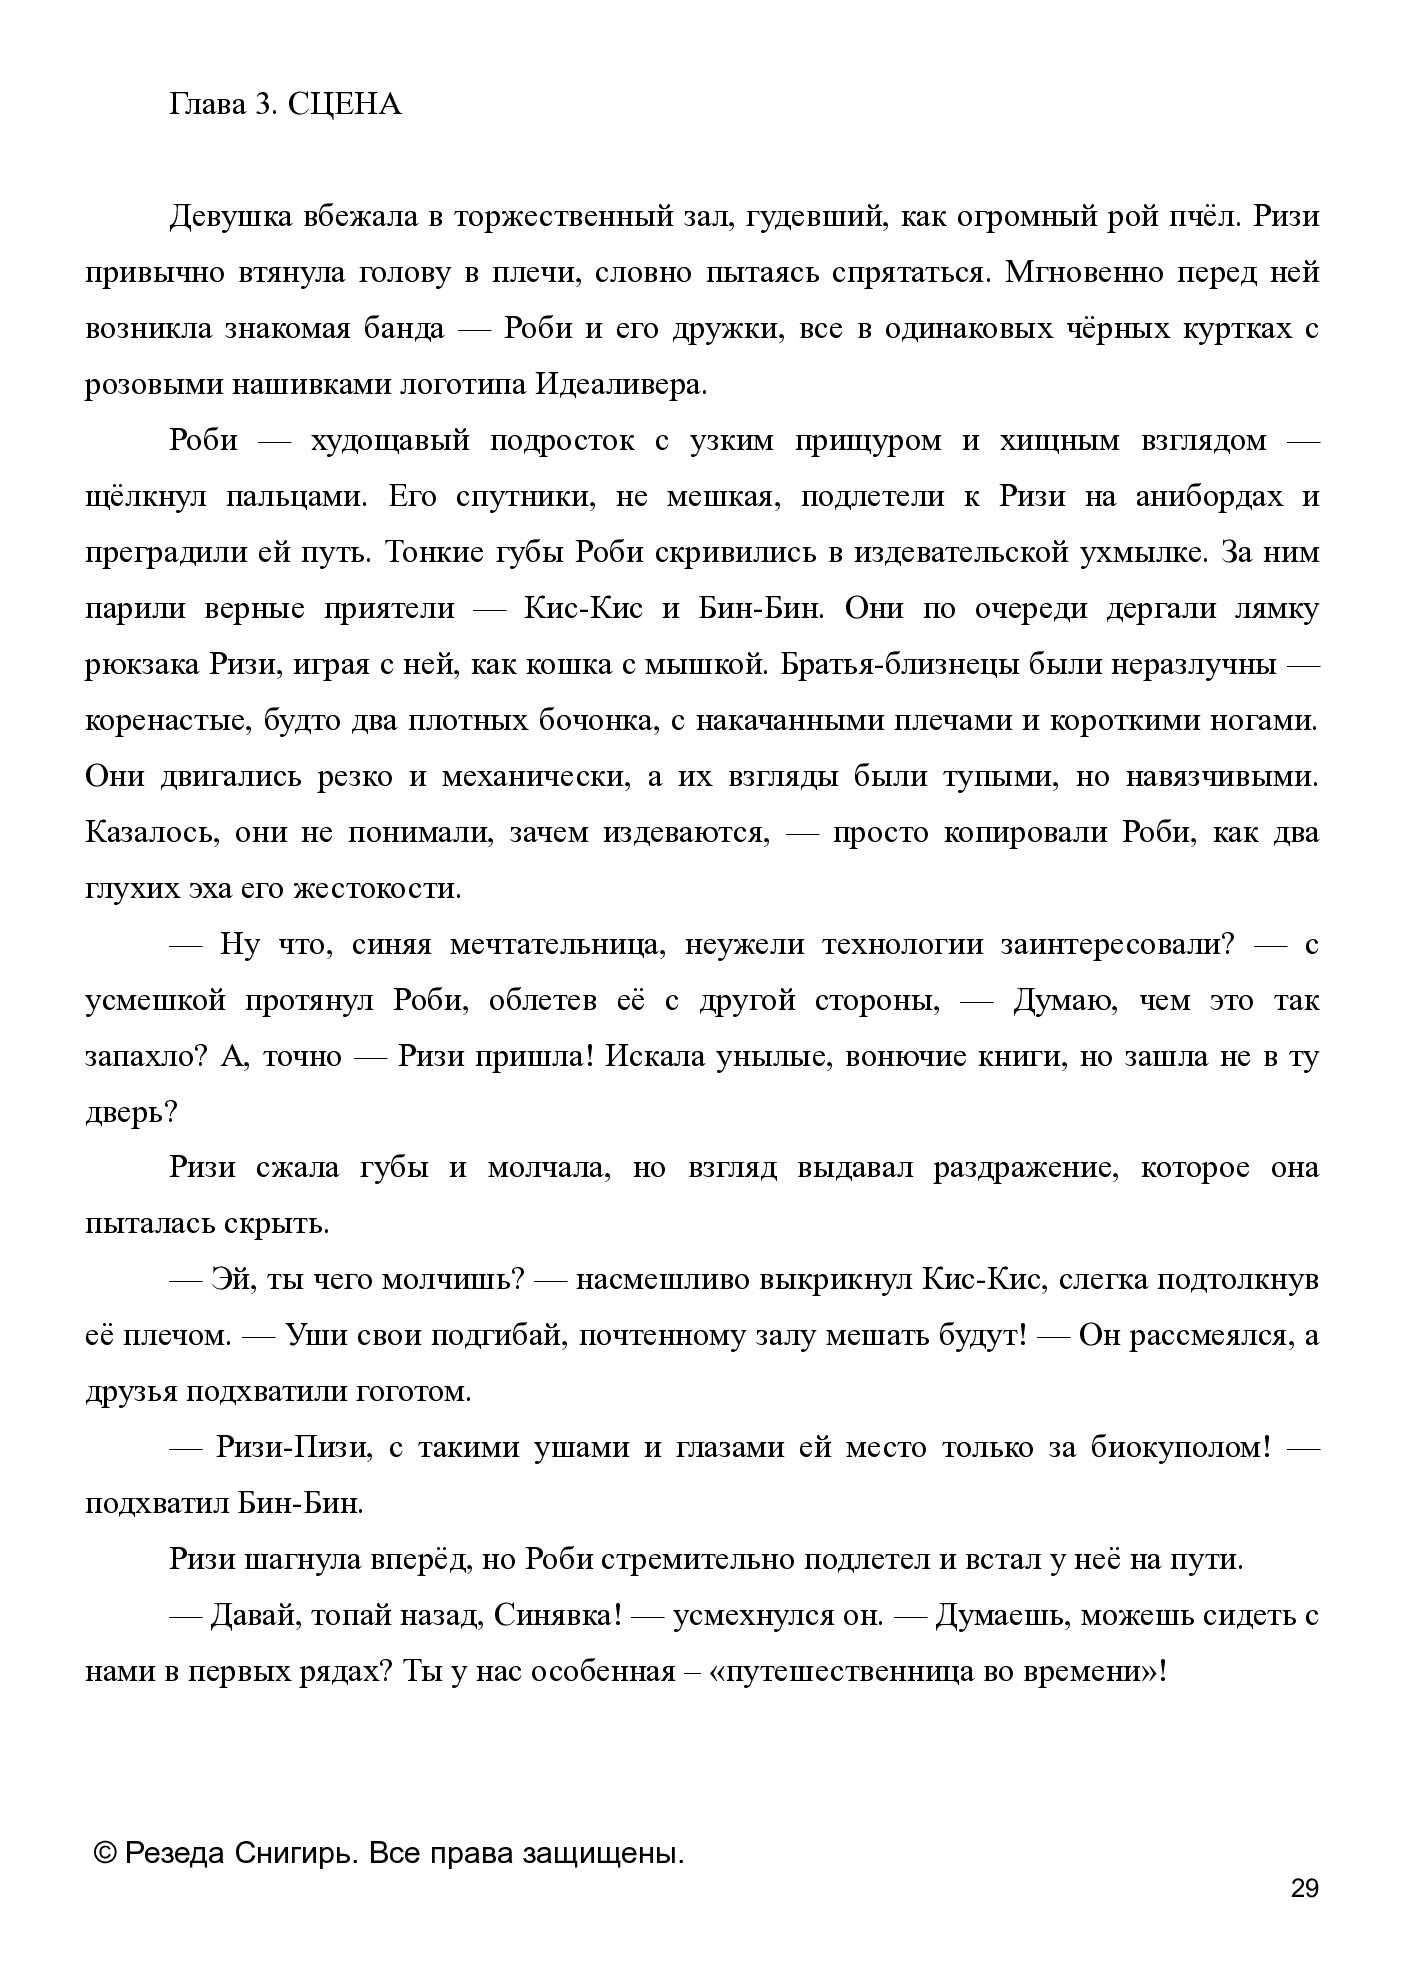 Глава 3. СЦЕНА
Девушка вбежала в торжественный зал, гудевший, как огромный рой пчёл. Ризи
привычно втянула голову в плечи, словно пытаясь спрятаться. Мгновенно перед ней
возникла знакомая банда — Роби и его дружки, все в одинаковых чёрных куртках с
розовыми нашивками логотипа Идеаливера.
Роби — худощавый подросток с узким прищуром и хищным взглядом —
щёлкнул пальцами. Его спутники, не мешкая, подлетели к Ризи на анибордах и
преградили ей путь. Тонкие губы Роби скривились в издевательской ухмылке. За ним
парили верные приятели — Кис-Кис и Бин-Бин. Они по очереди дергали лямку
рюкзака Ризи, играя с ней, как кошка с мышкой. Братья-близнецы были неразлучны —
коренастые, будто два плотных бочонка, с накачанными плечами и короткими ногами.
Они двигались резко и механически, а их взгляды были тупыми, но навязчивыми.
Казалось, они не понимали, зачем издеваются, — просто копировали Роби, как два
глухих эха его жестокости.
— Ну что, синяя мечтательница, неужели технологии заинтересовали? — с
усмешкой протянул Роби, облетев её с другой стороны, — Думаю, чем это так
запахло? А, точно — Ризи пришла! Искала унылые, вонючие книги, но зашла не в ту
дверь?
Ризи сжала губы и молчала, но взгляд выдавал раздражение, которое она
пыталась скрыть.
— Эй, ты чего молчишь? — насмешливо выкрикнул Кис-Кис, слегка подтолкнув
её плечом. — Уши свои подгибай, почтенному залу мешать будут! — Он рассмеялся, а
друзья подхватили гоготом.
— Ризи-Пизи, с такими ушами и глазами ей место только за биокуполом! —
подхватил Бин-Бин.
Ризи шагнула вперёд, но Роби стремительно подлетел и встал у неё на пути.
— Давай, топай назад, Синявка! — усмехнулся он. — Думаешь, можешь сидеть с
нами в первых рядах? Ты у нас особенная – «путешественница во времени»!
© Резеда Снигирь. Все права защищены.
29